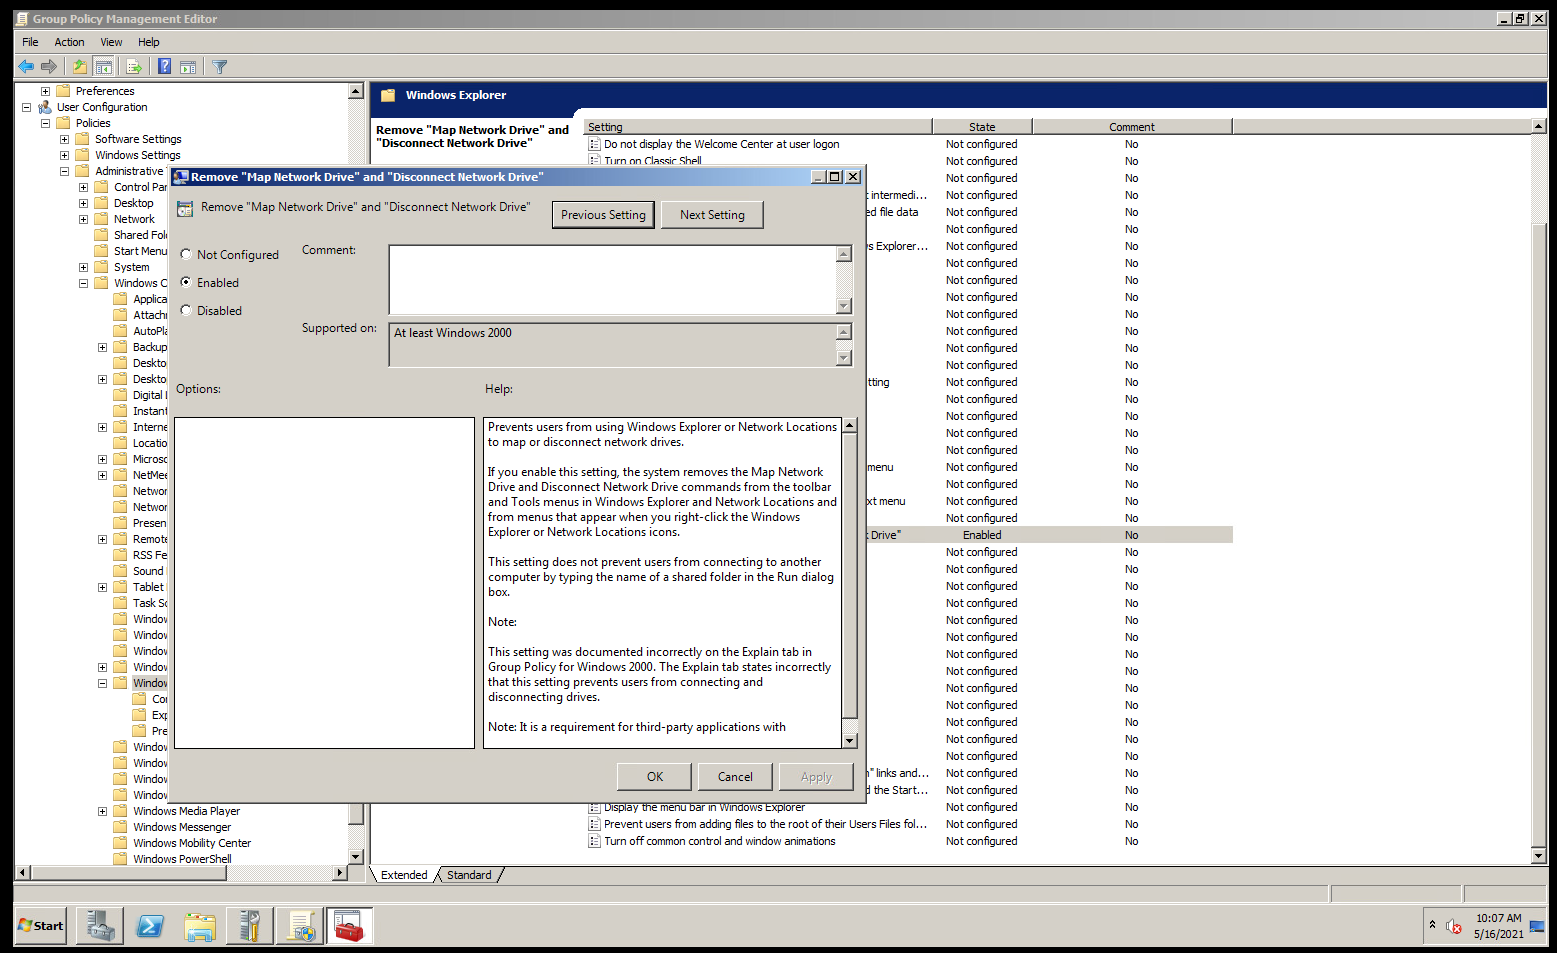 Group Policy Management Editor
File Action View Help
Preferences
User Configuration
Policies
Software Settings
Windows Settings
Administrative
Control Pa
Desktop
Network
Shared Fol
Start Menu
System
Windows C
Applica
Attach
AutoPla
Backup
Deskto
Deskto
Digital
Instant
Interne
Locatio
Micros
NetMee
Networ
Networ
Presen
Remote
RSS Fe
Sound
Tablet
Task Sc
Window
Window
Window
Window
Window
Co
Exp
Pre
Window
Window
Window
Window
Windows Media Player
Windows Messenger
Windows Mobility Center
Windows PowerShell
Windows Explorer
Remove "Map Network Drive" and
"Disconnect Network Drive"
Setting State Comment
Do not display the Welcome Center at user logon Not configured No
Turn on Classic Shell Not configured No
Not configured No
intermedi... Not configured No
ed file data Not configured No
Not configured No
s Explorer... Not configured No
Not configured No
Not configured No
Not configured No
Not configured No
Not configured No
Not configured No
Not configured No
tting Not configured No
Not configured No
Not configured No
Not configured No
Not configured No
menu Not configured No
Not configured No
xt menu Not configured No
Not configured No
Drive" Enabled No
Not configured No
Not configured No
Not configured No
Not configured No
Not configured No
Not configured No
Not configured No
Not configured No
Not configured No
Not configured No
Not configured No
Not configured No
Not configured No
" links and... Not configured No
d the Start... Not configured No
Display the menu bar in Windows Explorer Not configured No
Prevent users from adding files to the root of their Users Files fol... Not configured No
Turn off common control and window animations Not configured No
Extended Standard
Remove "Map Network Drive" and "Disconnect Network Drive"
Remove "Map Network Drive" and "Disconnect Network Drive"
Previous Setting Next Setting
Not Configured
Enabled
Disabled
Comment:
Supported on:
At least Windows 2000
Options:
Help:
Prevents users from using Windows Explorer or Network Locations
to map or disconnect network drives.
If you enable this setting, the system removes the Map Network
Drive and Disconnect Network Drive commands from the toolbar
and Tools menus in Windows Explorer and Network Locations and
from menus that appear when you right-click the Windows
Explorer or Network Locations icons.
This setting does not prevent users from connecting to another
computer by typing the name of a shared folder in the Run dialog
box.
Note:
This setting was documented incorrectly on the Explain tab in
Group Policy for Windows 2000. The Explain tab states incorrectly
that this setting prevents users from connecting and
disconnecting drives.
Note: It is a requirement for third-party applications with
OK Cancel Apply
Start
10:07 AM
5/16/2021